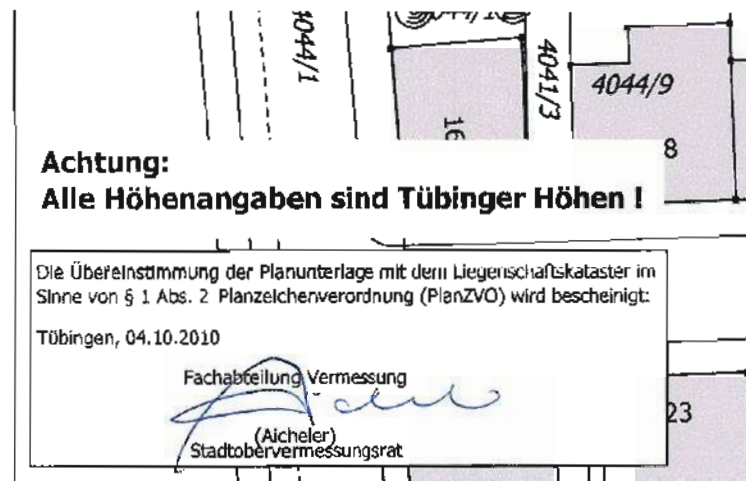 4044/1
4041/3
4044/9
16
8
Achtung:
Alle Höhenangaben sind Tübinger Höhen !
Die Übereinstimmung der Planunterlage mit dem Liegenschaftskataster im
Sinne von § 1 Abs. 2 Planzeichenverordnung (PlanZVO) wird bescheinigt:
Tübingen, 04.10.2010
Fachabteilung Vermessung
(Aicheler)
Stadtobervermessungsrat
23